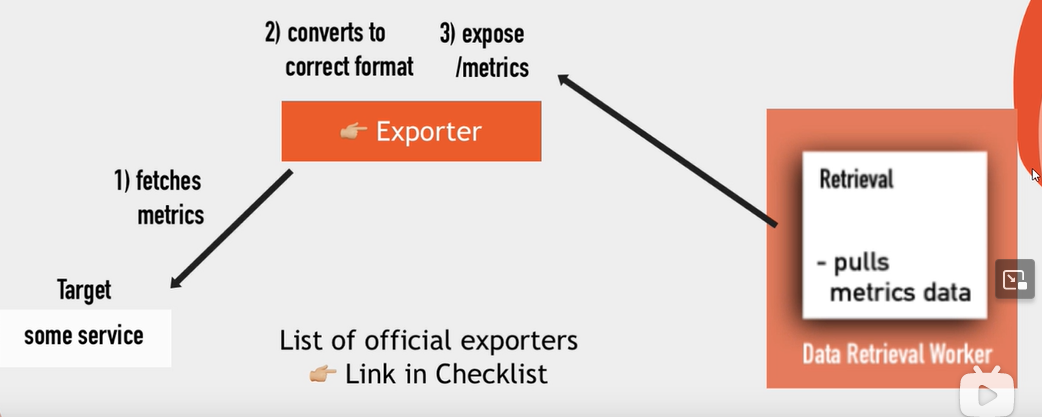 2) converts to
correct format
3) expose
/metrics
👉🏼 Exporter
1) fetches
metrics
Target
some service
Retrieval
- pulls
metrics data
Data Retrieval Worker
List of official exporters
👉🏼 Link in Checklist